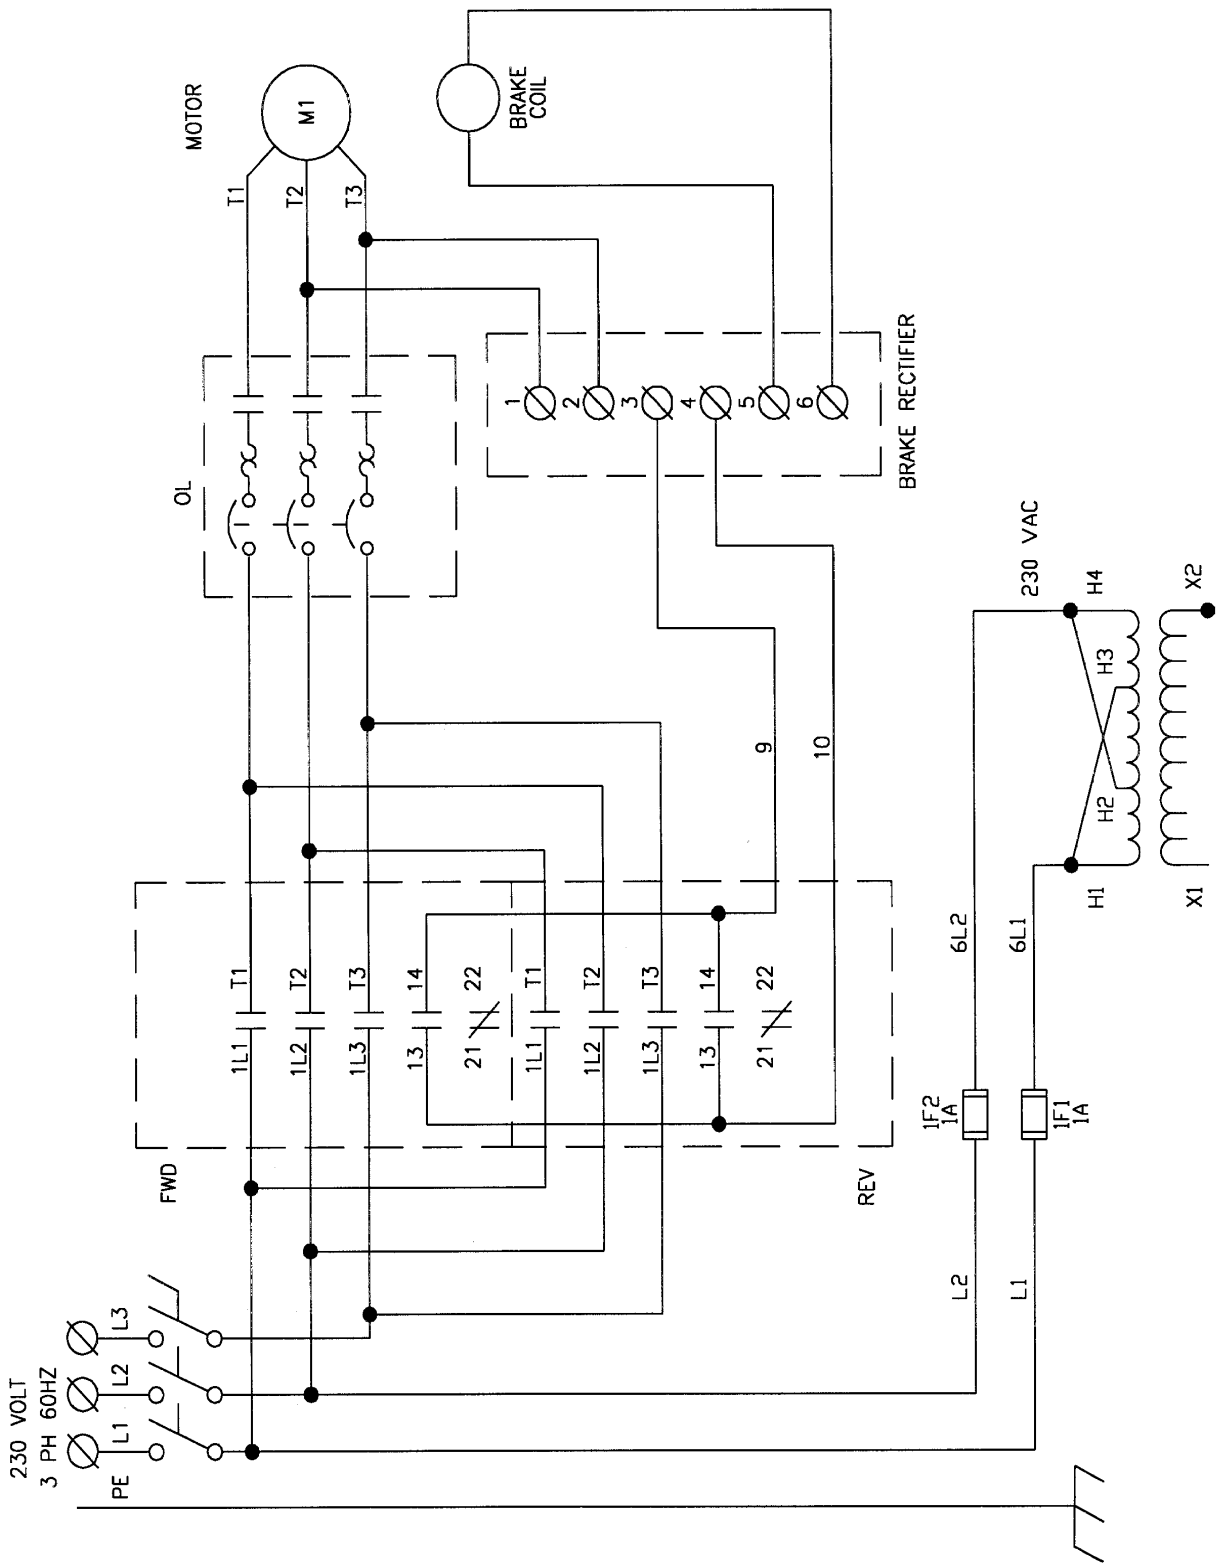 230 VOLT
3 PH 60HZ
PE
L1
L2
L3
FWD
REV
1L1
T1
1L2
T2
1L3
T3
13
14
21
22
1L1
T1
1L2
T2
1L3
T3
13
14
21
22
OL
T1
T2
T3
MOTOR
M1
BRAKE
COIL
1
2
3
4
5
6
BRAKE RECTIFIER
9
10
L2
1F2
1A
6L2
L1
1F1
1A
6L1
230 VAC
H1
H2
H3
H4
X1
X2